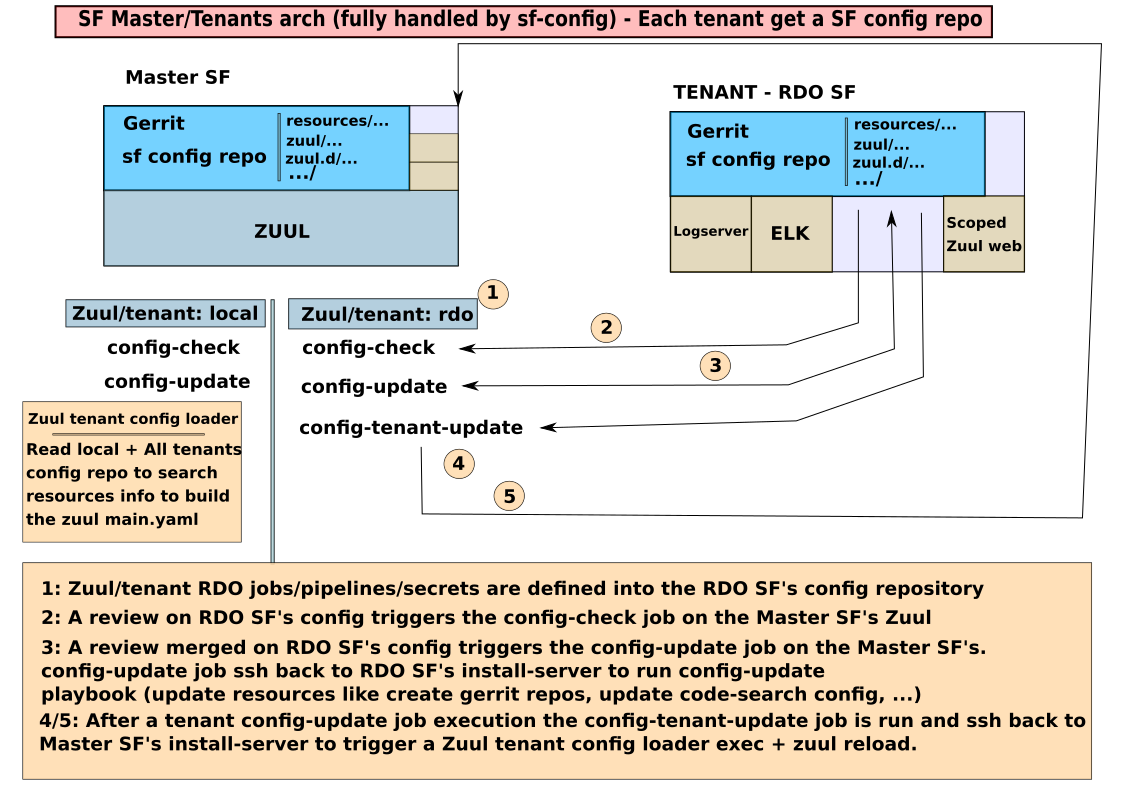 SF Master/Tenants arch (fully handled by sf-config) - Each tenant get a SF config repo
Master SF
Gerrit
sf config repo
resources/...
zuul/...
zuul.d/...
.../
ZUUL
TENANT - RDO SF
Gerrit
sf config repo
resources/...
zuul/...
zuul.d/...
.../
Logserver
ELK
Scoped
Zuul web
Zuul/tenant: local
config-check
config-update
Zuul/tenant: rdo
1
config-check
2
config-update
3
config-tenant-update
4
5
Zuul tenant config loader
Read local + All tenants
config repo to search
resources info to build
the zuul main.yaml
1: Zuul/tenant RDO jobs/pipelines/secrets are defined into the RDO SF's config repository
2: A review on RDO SF's config triggers the config-check job on the Master SF's Zuul
3: A review merged on RDO SF's config triggers the config-update job on the Master SF's.
config-update job ssh back to RDO SF's install-server to run config-update
playbook (update resources like create gerrit repos, update code-search config, ...)
4/5: After a tenant config-update job execution the config-tenant-update job is run and ssh back to
Master SF's install-server to trigger a Zuul tenant config loader exec + zuul reload.